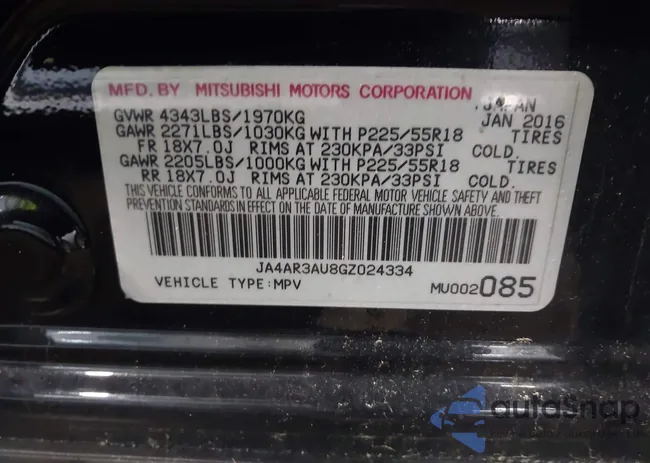 MFD. BY MITSUBISHI MOTORS CORPORATION
JAPAN
GVWR 4343LBS/1970KG JAN 2016
GAWR 2271LBS/1030KG WITH P225/55R18 TIRES
FR 18X7.0J RIMS AT 230KPA/33PSI COLD.
GAWR 2205LBS/1000KG WITH P225/55R18 TIRES
RR 18X7.0J RIMS AT 230KPA/33PSI COLD.
THIS VEHICLE CONFORMS TO ALL APPLICABLE FEDERAL MOTOR VEHICLE SAFETY AND THEFT
PREVENTION STANDARDS IN EFFECT ON THE DATE OF MANUFACTURE SHOWN ABOVE.
JA4AR3AU8GZ024334
VEHICLE TYPE:MPV MU002085
autosnap